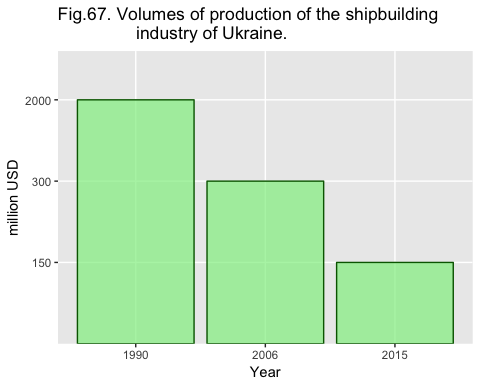 Fig.67. Volumes of production of the shipbuilding
industry of Ukraine.
million USD
2000
300
150
1990 2006 2015
Year